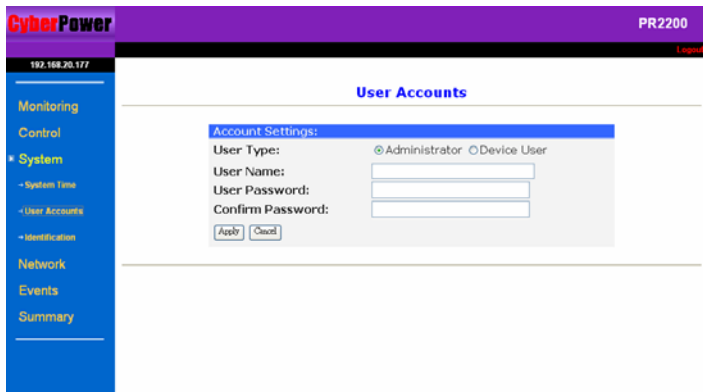 CyberPower
PR2200
Logout
192.168.20.177
Monitoring
Control
System
System Time
User Accounts
Identification
Network
Events
Summary
User Accounts
Account Settings:
User Type: Administrator Device User
User Name:
User Password:
Confirm Password:
Apply Cancel